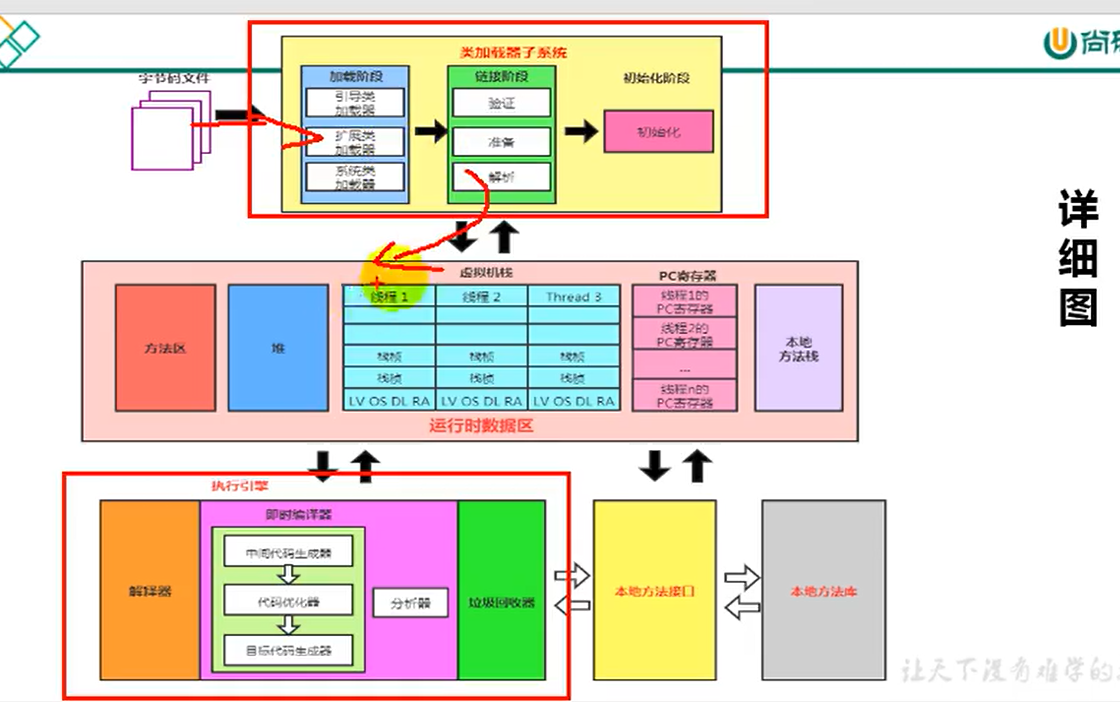 尚
字节码文件
类加载器子系统
加载阶段
引导类
加载器
扩展类
加载器
系统类
加载器
链接阶段
验证
准备
解析
初始化阶段
初始化
详
细
图
虚拟机栈
PC寄存器
方法区
堆
线程 1
线程 2
Thread 3
栈帧
栈帧
栈帧
栈桢
栈桢
栈桢
LV OS DL RA
LV OS DL RA
LV OS DL RA
线程1的
PC寄存器
线程2的
PC寄存器
...
线程n的
PC寄存器
本地
方法栈
运行时数据区
执行引擎
解释器
即时编译器
中间代码生成器
代码优化器
目标代码生成器
分析器
垃圾回收器
本地方法接口
本地方法库
让天下没有难学的